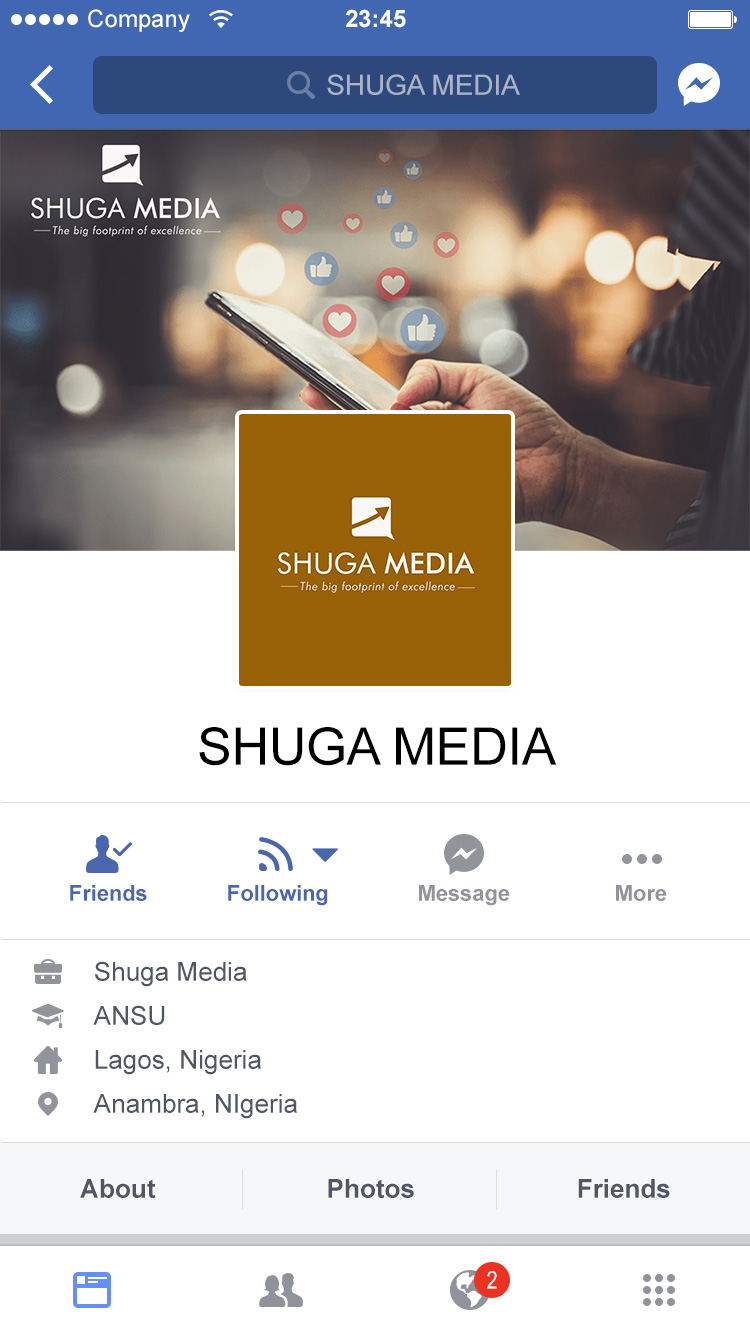 Company
23:45
SHUGA MEDIA
SHUGA MEDIA
The big footprint of excellence
SHUGA MEDIA
The big footprint of excellence
SHUGA MEDIA
Friends
Following
Message
More
Shuga Media
ANSU
Lagos, Nigeria
Anambra, NIgeria
About
Photos
Friends
2